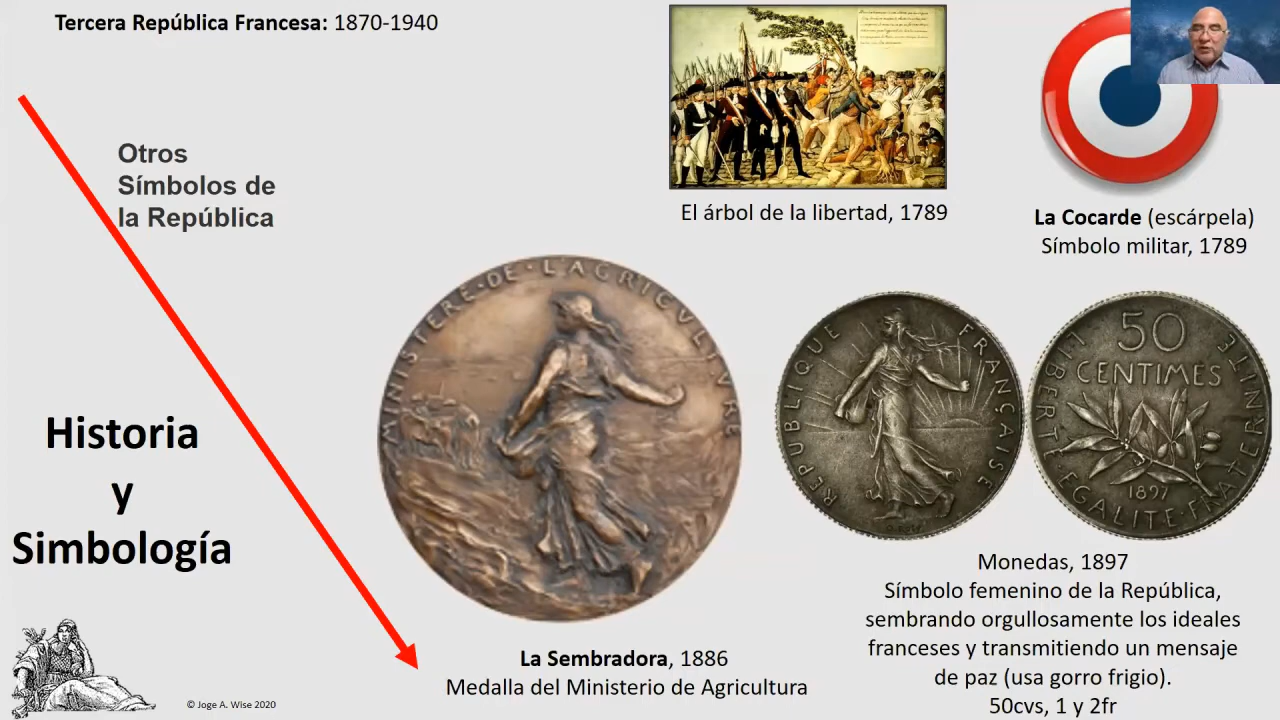 Tercera República Francesa: 1870-1940
Otros
Símbolos de
la República
El árbol de la libertad, 1789
La Cocarde (escárpela)
Símbolo militar, 1789
MINISTERE·DE·L'AGRICVLTVRE
REPUBLIQUE FRANÇAISE
50
CENTIMES
1897
LIBERTE·EGALITE·FRATERNITE
Historia
y
Simbología
La Sembradora, 1886
Medalla del Ministerio de Agricultura
Monedas, 1897
Símbolo femenino de la República,
sembrando orgullosamente los ideales
franceses y transmitiendo un mensaje
de paz (usa gorro frigio).
50cvs, 1 y 2fr
© Joge A. Wise 2020